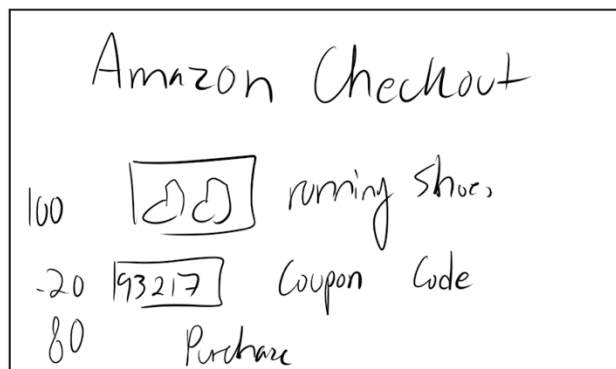 Amazon Checkout
100 running shoes
-20 93217 Coupon Code
80 Purchase